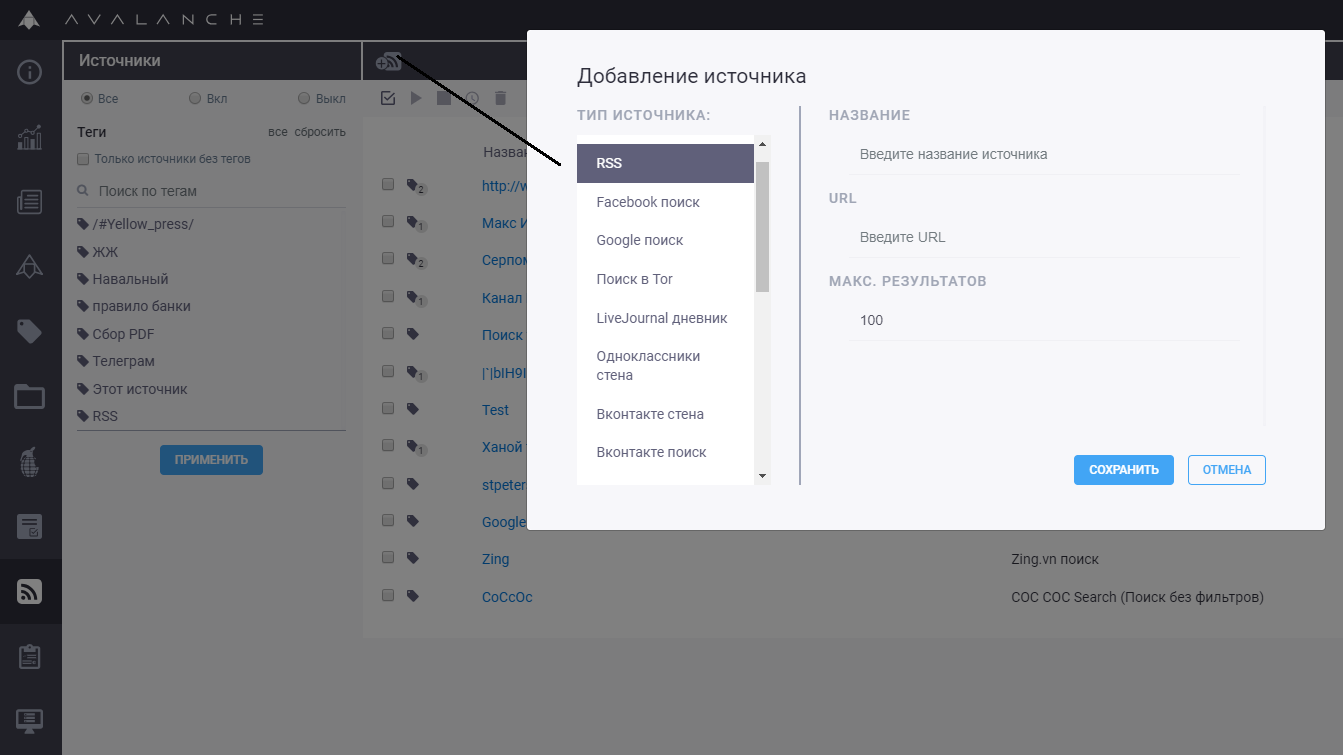 AVALANCHE
Источники
Все Вкл Выкл
Теги все сбросить
Только источники без тегов
Поиск по тегам
/#Yellow_press/
ЖЖ
Навальный
правило банки
Сбор PDF
Телеграм
Этот источник
RSS
ПРИМЕНИТЬ
2 http://w
1 Макс И
2
1 Канал
Поиск
1
Test
1 Ханой
stpeter
Google
Zing Zing.vn поиск
CoCcOc COC COC Search (Поиск без фильтров)
Добавление источника
ТИП ИСТОЧНИКА:
RSS
Facebook поиск
Google поиск
Поиск в Tor
LiveJournal дневник
Одноклассники
стена
Вконтакте стена
Вконтакте поиск
НАЗВАНИЕ
Введите название источника
URL
Введите URL
МАКС. РЕЗУЛЬТАТОВ
100
СОХРАНИТЬ ОТМЕНА